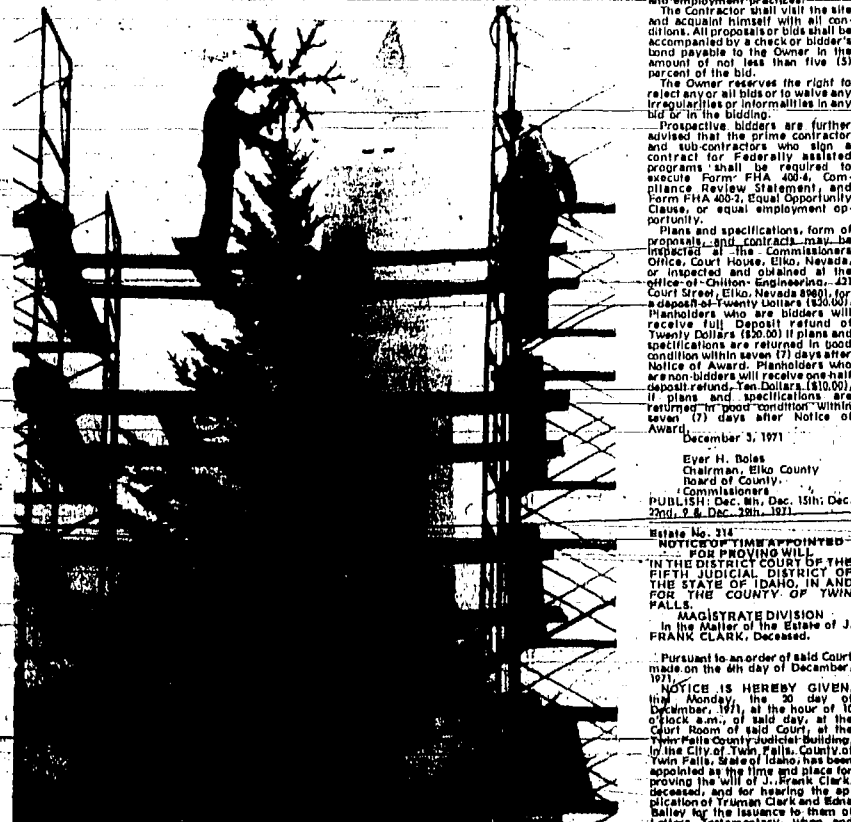 The Contractor shall visit the site
and acquaint himself with all con-
ditions. All proposals or bids shall be
accompanied by a check or bidder's
bond payable to the Owner in the
amount of not less than five (5)
percent of the bid.
The Owner reserves the right to
reject any or all bids or to waive any
irregularities or informalities in any
bid or in the bidding.
Prospective bidders are further
advised that the prime contractor
and sub-contractors who sign a
contract for Federally assisted
programs shall be required to
execute Form FHA 400-4, Com-
pliance Review Statement, and
Form FHA 400-2, Equal Opportunity
Clause, or equal employment op-
portunity.
Plans and specifications, form of
proposals, and contracts may be
inspected at the Commissioners
Office, Court House, Elko, Nevada,
or inspected and obtained at the
office of Chilton Engineering, 421
Court Street, Elko, Nevada 89801, for
a deposit of Twenty Dollars ($20.00).
Planholders who are bidders will
receive full Deposit refund of
Twenty Dollars ($20.00) if plans and
specifications are returned in good
condition within seven (7) days after
Notice of Award. Planholders who
are non-bidders will receive one-half
deposit refund, Ten Dollars ($10.00),
if plans and specifications are
returned in good condition within
seven (7) days after Notice of
Award.
December 3, 1971
Eyer H. Boies
Chairman, Elko County
Board of County
Commissioners
PUBLISH: Dec. 8th, Dec. 15th; Dec.
22nd, & Dec. 29th, 1971.
Estate No. 314
NOTICE OF TIME APPOINTED
FOR PROVING WILL
IN THE DISTRICT COURT OF THE
FIFTH JUDICIAL DISTRICT OF
THE STATE OF IDAHO, IN AND
FOR THE COUNTY OF TWIN
FALLS.
MAGISTRATE DIVISION
In the Matter of the Estate of J.
FRANK CLARK, Deceased.
Pursuant to an order of said Court
made on the 6th day of December,
1971,
NOTICE IS HEREBY GIVEN,
that Monday, the 20 day of
December, 1971, at the hour of 10
o'clock a.m., of said day, at the
Court Room of said Court, at the
Twin Falls County Judicial Building,
in the City of Twin Falls, County of
Twin Falls, State of Idaho, has been
appointed as the time and place for
proving the will of J. Frank Clark,
deceased, and for hearing the ap-
plication of Truman Clark and Edna
Bailey for the issuance to them of